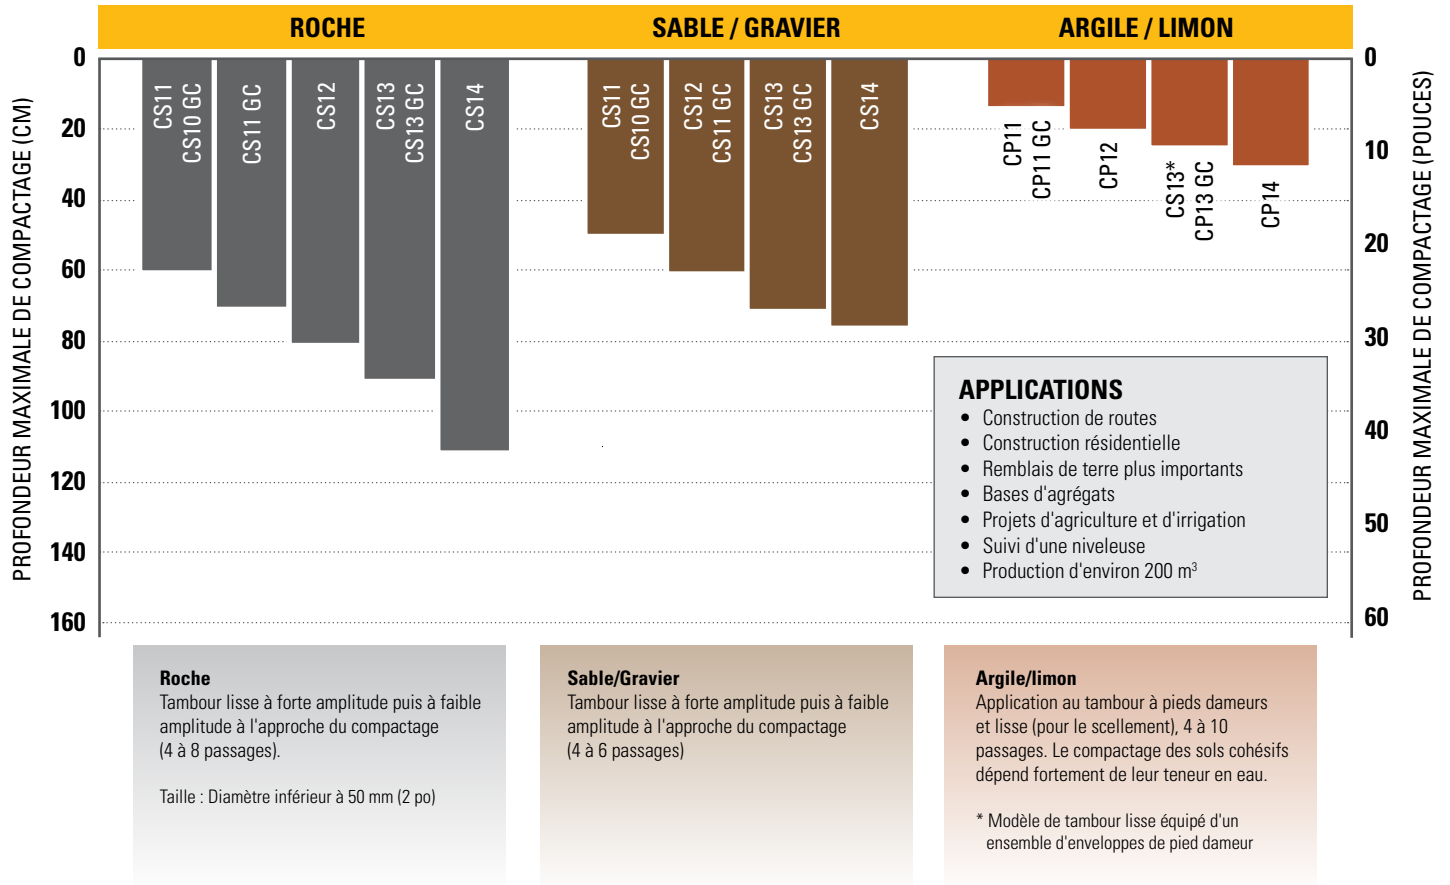 ROCHE
SABLE / GRAVIER
ARGILE / LIMON
PROFONDEUR MAXIMALE DE COMPACTAGE (CM)
0
20
40
60
80
100
120
140
160
CS11
CS10 GC
CS11 GC
CS12
CS13
CS13 GC
CS14
CS11
CS10 GC
CS12
CS11 GC
CS13
CS13 GC
CS14
CP11
CP11 GC
CP12
CS13*
CP13 GC
CP14
0
10
20
30
40
50
60
PROFONDEUR MAXIMALE DE COMPACTAGE (POUCES)
APPLICATIONS
• Construction de routes
• Construction résidentielle
• Remblais de terre plus importants
• Bases d'agrégats
• Projets d'agriculture et d'irrigation
• Suivi d'une niveleuse
• Production d'environ 200 m³
Roche
Tambour lisse à forte amplitude puis à faible
amplitude à l'approche du compactage
(4 à 8 passages).
Taille : Diamètre inférieur à 50 mm (2 po)
Sable/Gravier
Tambour lisse à forte amplitude puis à faible
amplitude à l'approche du compactage
(4 à 6 passages)
Argile/limon
Application au tambour à pieds dameurs
et lisse (pour le scellement), 4 à 10
passages. Le compactage des sols cohésifs
dépend fortement de leur teneur en eau.
* Modèle de tambour lisse équipé d'un
ensemble d'enveloppes de pied dameur